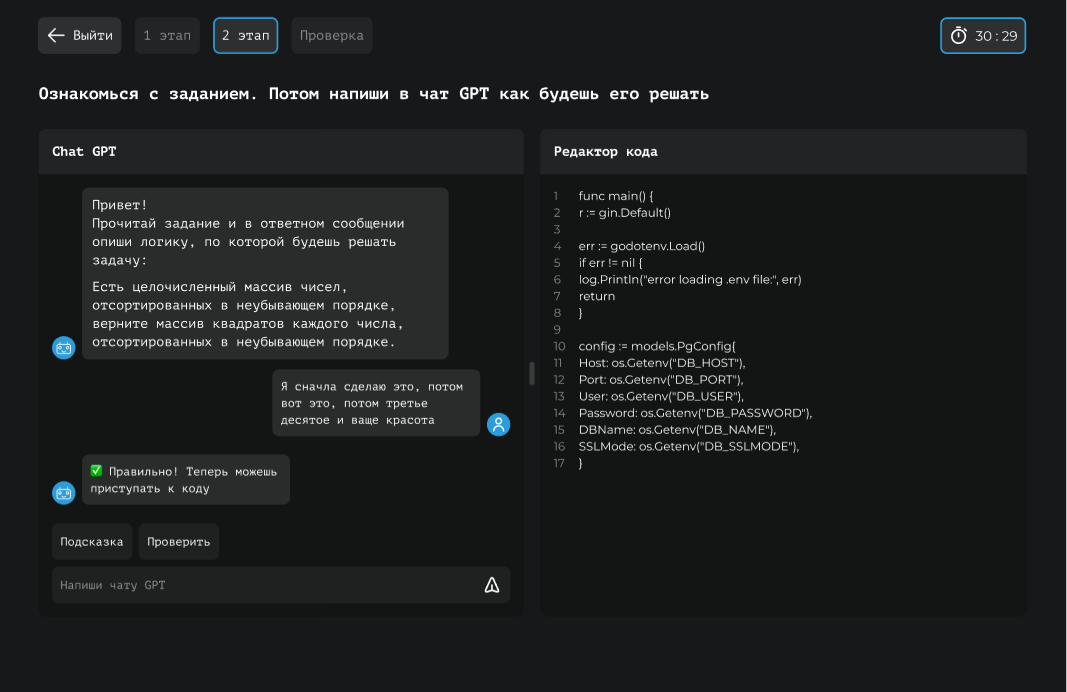 Выйти
1 этап
2 этап
Проверка
30:29
Ознакомься с заданием. Потом напиши в чат GPT как будешь его решать
Chat GPT
Привет!
Прочитай задание и в ответном сообщении
опиши логику, по которой будешь решать
задачу:
Есть целочисленный массив чисел,
отсортированных в неубывающем порядке,
верните массив квадратов каждого числа,
отсортированных в неубывающем порядке.
Я сначла сделаю это, потом
вот это, потом третье
десятое и ваще красота
✅ Правильно! Теперь можешь
приступать к коду
Подсказка
Проверить
Напиши чату GPT
Редактор кода
1 func main() {
2 r := gin.Default()
3
4 err := godotenv.Load()
5 if err != nil {
6 log.Println("error loading .env file:", err)
7 return
8 }
9
10 config := models.PgConfig{
11 Host: os.Getenv("DB_HOST"),
12 Port: os.Getenv("DB_PORT"),
13 User: os.Getenv("DB_USER"),
14 Password: os.Getenv("DB_PASSWORD"),
15 DBName: os.Getenv("DB_NAME"),
16 SSLMode: os.Getenv("DB_SSLMODE"),
17 }